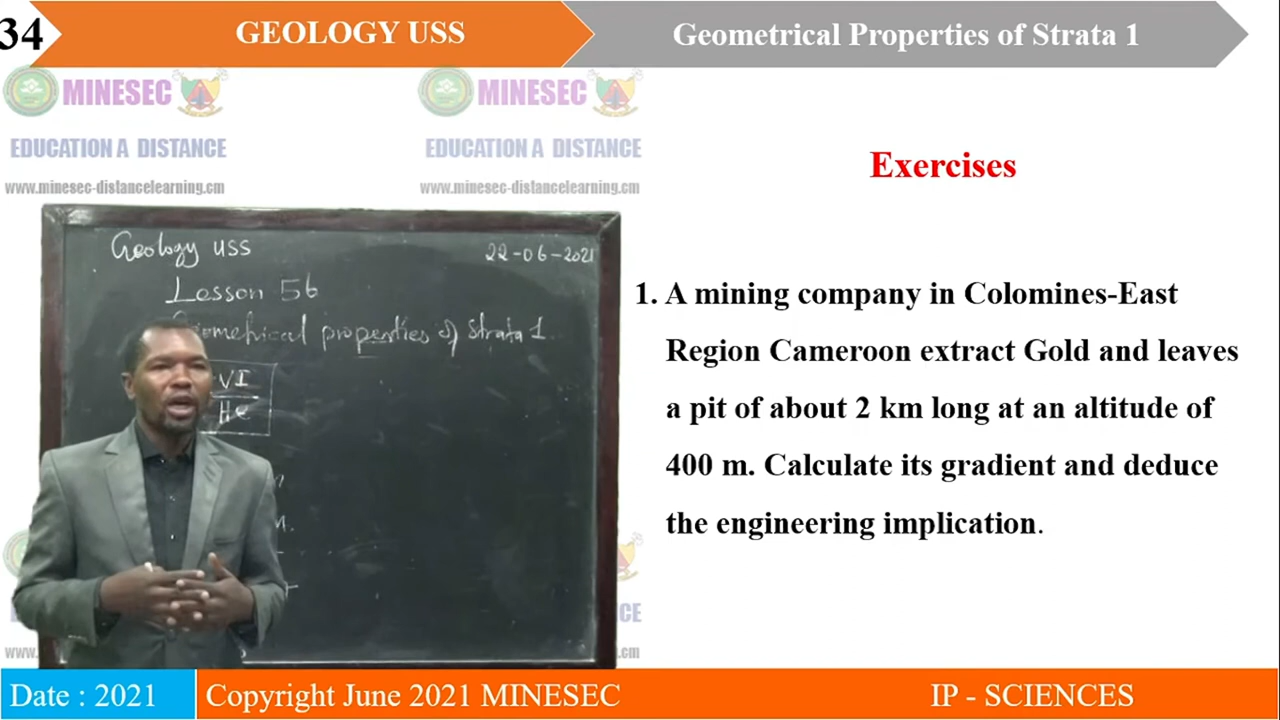 34
GEOLOGY USS
Geometrical Properties of Strata 1
MINESEC
EDUCATION A DISTANCE
www.minesec-distancelearning.cm
MINESEC
EDUCATION A DISTANCE
www.minesec-distancelearning.cm
Geology uss
22-06-2021
Lesson 56
properties of Strata 1
VI
Exercises
1. A mining company in Colomines-East
Region Cameroon extract Gold and leaves
a pit of about 2 km long at an altitude of
400 m. Calculate its gradient and deduce
the engineering implication.
CE
.cm
Date : 2021
Copyright June 2021 MINESEC
IP - SCIENCES